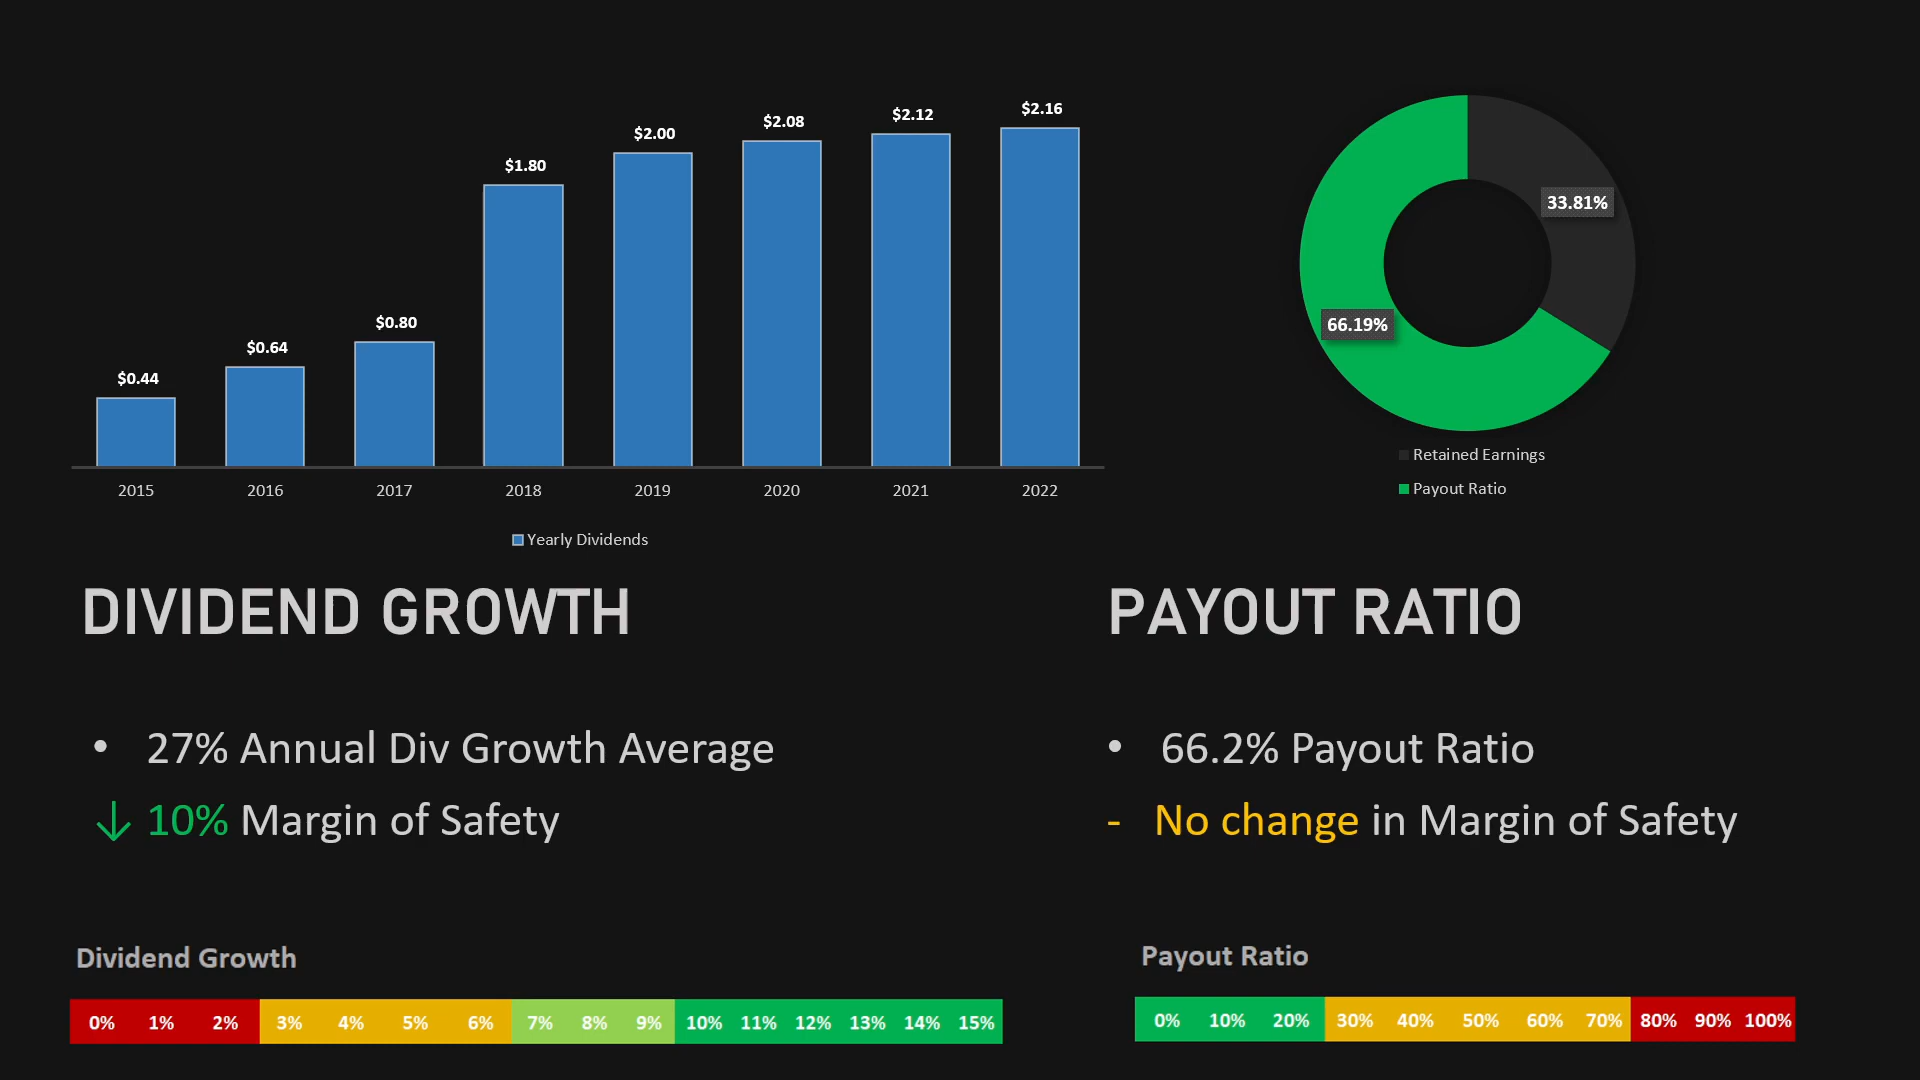 $0.44
$0.64
$0.80
$1.80
$2.00
$2.08
$2.12
$2.16
2015 2016 2017 2018 2019 2020 2021 2022
Yearly Dividends
33.81%
66.19%
Retained Earnings
Payout Ratio
DIVIDEND GROWTH
• 27% Annual Div Growth Average
↓ 10% Margin of Safety
PAYOUT RATIO
• 66.2% Payout Ratio
- No change in Margin of Safety
Dividend Growth
0% 1% 2% 3% 4% 5% 6% 7% 8% 9% 10% 11% 12% 13% 14% 15%
Payout Ratio
0% 10% 20% 30% 40% 50% 60% 70% 80% 90% 100%